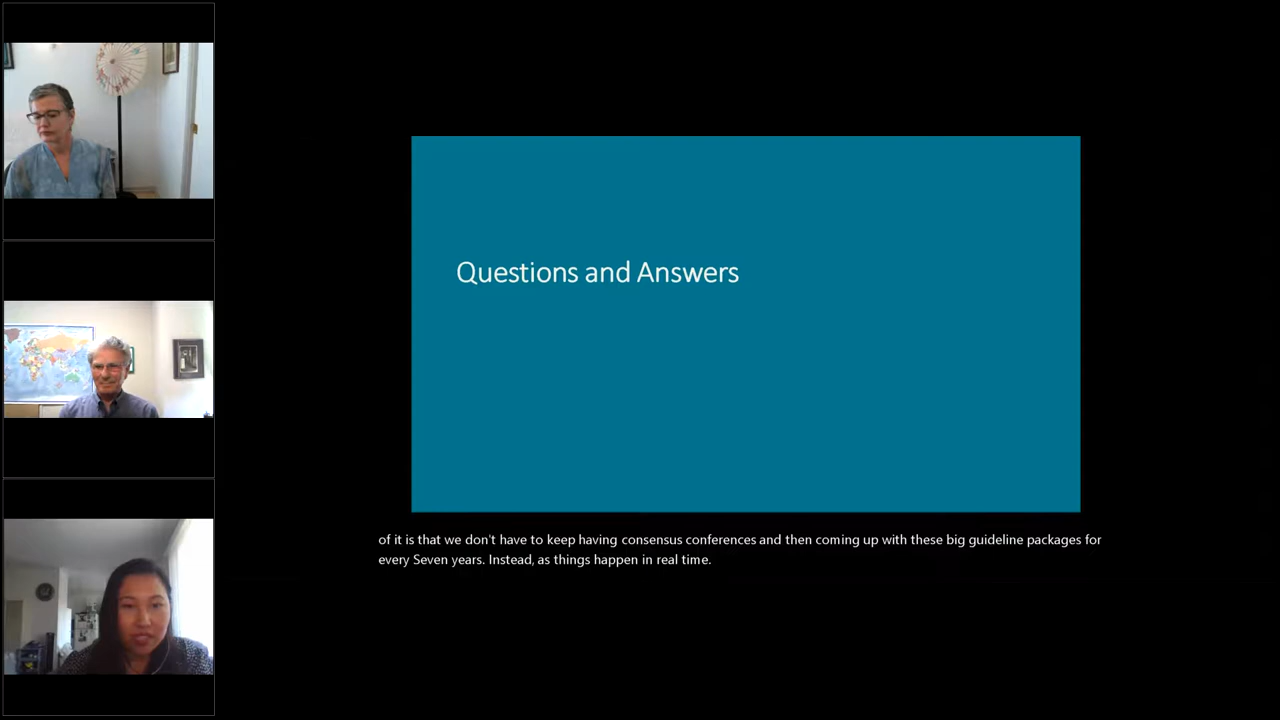 Questions and Answers
of it is that we don't have to keep having consensus conferences and then coming up with these big guideline packages for
every Seven years. Instead, as things happen in real time.